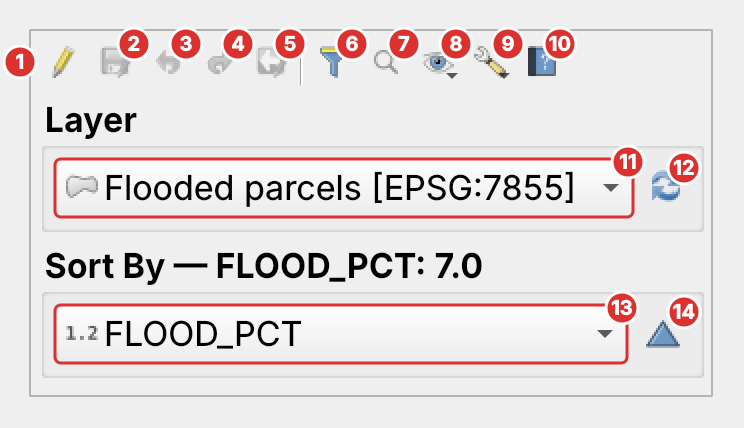 1 2 3 4 5 6 7 8 9 10
Layer
Flooded parcels [EPSG:7855] 11 12
Sort By — FLOOD_PCT: 7.0
1.2 FLOOD_PCT 13 14